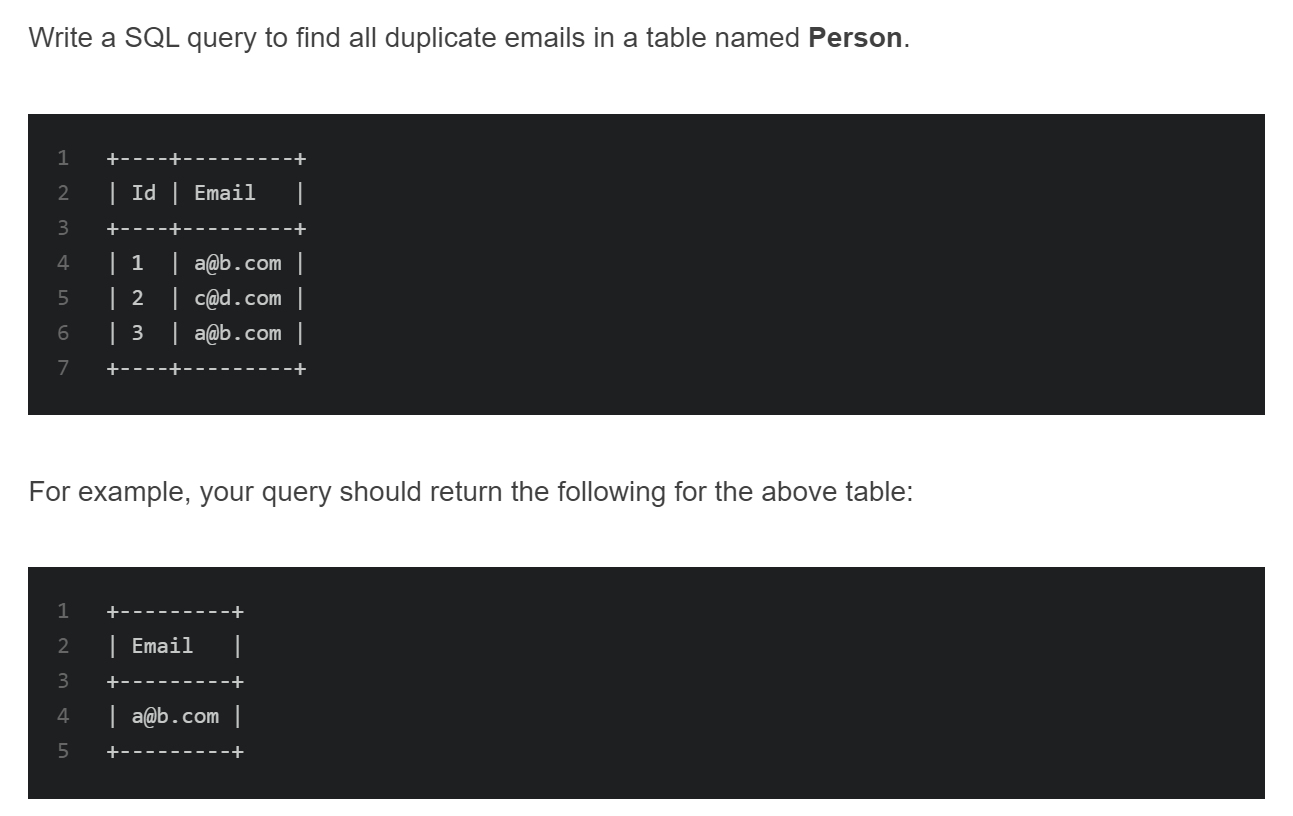 Write a SQL query to find all duplicate emails in a table named Person.
1 +----+---------+
2 | Id | Email   |
3 +----+---------+
4 | 1  | a@b.com |
5 | 2  | c@d.com |
6 | 3  | a@b.com |
7 +----+---------+
For example, your query should return the following for the above table:
1 +---------+
2 | Email   |
3 +---------+
4 | a@b.com |
5 +---------+